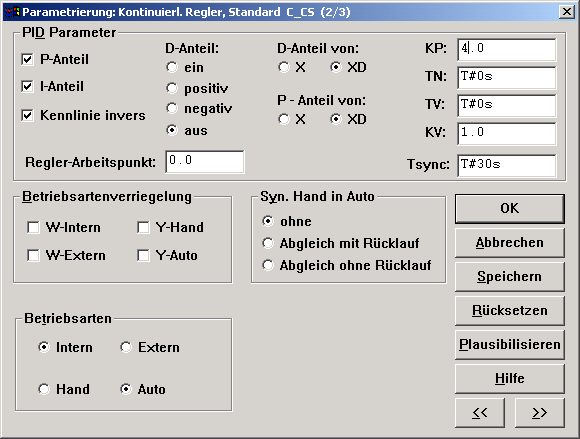 Parametrierung: Kontinuierl. Regler, Standard C_CS (2/3)
PID Parameter
P-Anteil
I-Anteil
Kennlinie invers
D-Anteil:
ein
positiv
negativ
aus
D-Anteil von:
X XD
P - Anteil von:
X XD
KP: 4.0
TN: T#0s
TV: T#0s
KV: 1.0
Tsync: T#30s
Regler-Arbeitspunkt: 0.0
Betriebsartenverriegelung
W-Intern Y-Hand
W-Extern Y-Auto
Syn. Hand in Auto
ohne
Abgleich mit Rücklauf
Abgleich ohne Rücklauf
Betriebsarten
Intern Extern
Hand Auto
OK
Abbrechen
Speichern
Rücksetzen
Plausibilisieren
Hilfe
<< >>